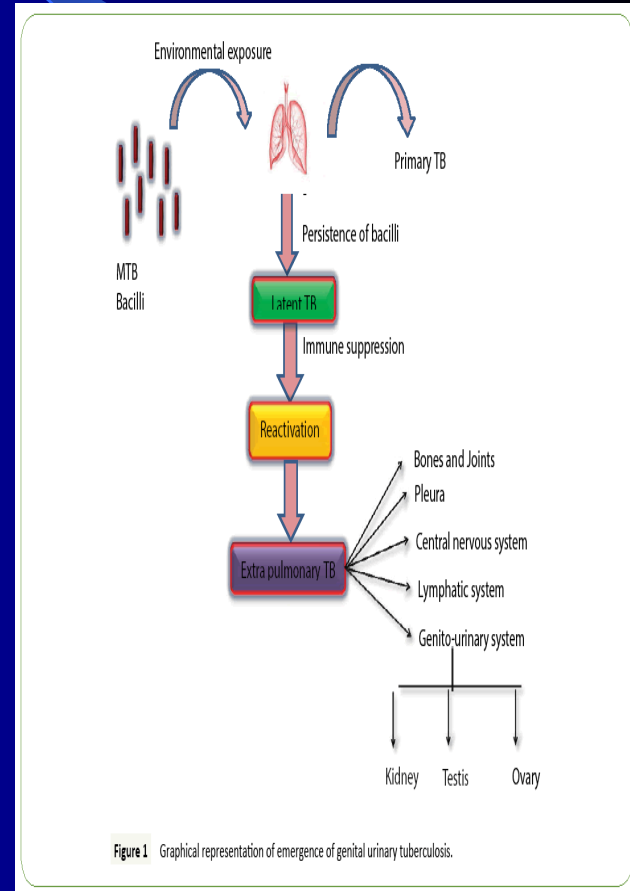 Environmental exposure
Primary TB
Persistence of bacilli
MTB
Bacilli
Latent TB
Immune suppression
Reactivation
Bones and Joints
Pleura
Central nervous system
Extra pulmonary TB
Lymphatic system
Genito-urinary system
Kidney Testis Ovary
Figure 1 Graphical representation of emergence of genital urinary tuberculosis.